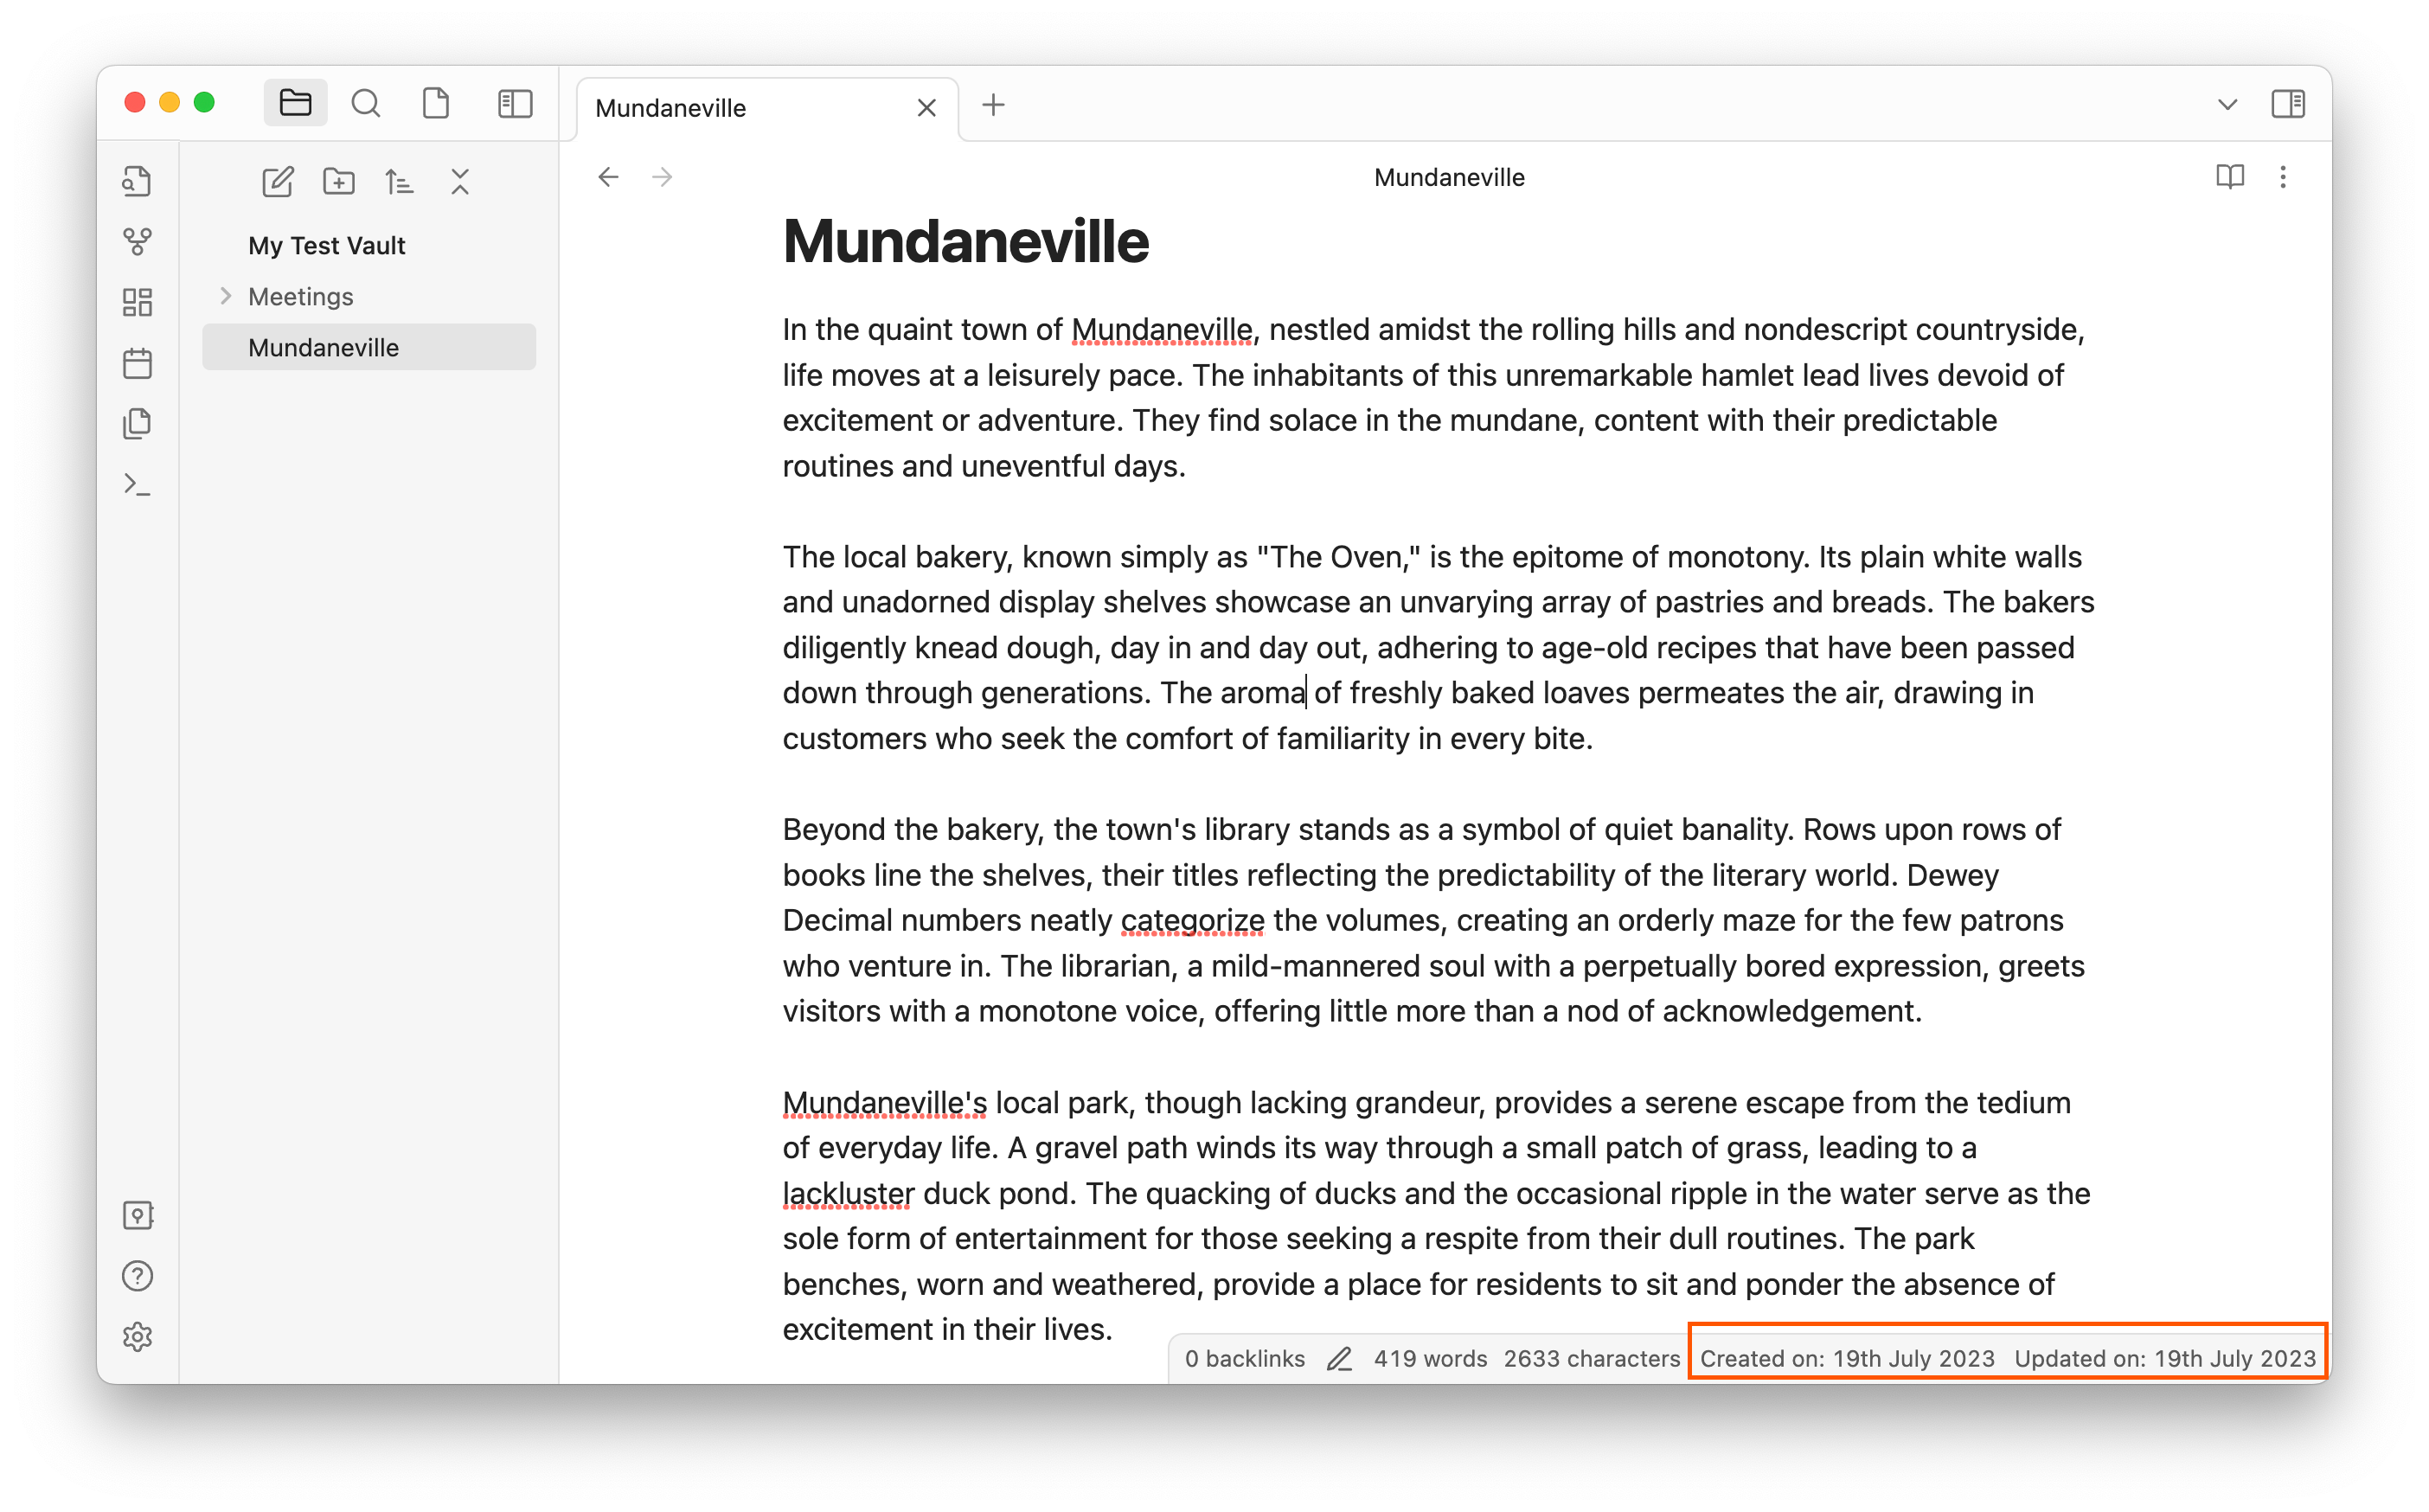 Mundaneville
My Test Vault
Meetings
Mundaneville
Mundaneville
Mundaneville
In the quaint town of Mundaneville, nestled amidst the rolling hills and nondescript countryside,
life moves at a leisurely pace. The inhabitants of this unremarkable hamlet lead lives devoid of
excitement or adventure. They find solace in the mundane, content with their predictable
routines and uneventful days.
The local bakery, known simply as "The Oven," is the epitome of monotony. Its plain white walls
and unadorned display shelves showcase an unvarying array of pastries and breads. The bakers
diligently knead dough, day in and day out, adhering to age-old recipes that have been passed
down through generations. The aroma of freshly baked loaves permeates the air, drawing in
customers who seek the comfort of familiarity in every bite.
Beyond the bakery, the town's library stands as a symbol of quiet banality. Rows upon rows of
books line the shelves, their titles reflecting the predictability of the literary world. Dewey
Decimal numbers neatly categorize the volumes, creating an orderly maze for the few patrons
who venture in. The librarian, a mild-mannered soul with a perpetually bored expression, greets
visitors with a monotone voice, offering little more than a nod of acknowledgement.
Mundaneville's local park, though lacking grandeur, provides a serene escape from the tedium
of everyday life. A gravel path winds its way through a small patch of grass, leading to a
lackluster duck pond. The quacking of ducks and the occasional ripple in the water serve as the
sole form of entertainment for those seeking a respite from their dull routines. The park
benches, worn and weathered, provide a place for residents to sit and ponder the absence of
excitement in their lives.
0 backlinks 419 words 2633 characters Created on: 19th July 2023 Updated on: 19th July 2023